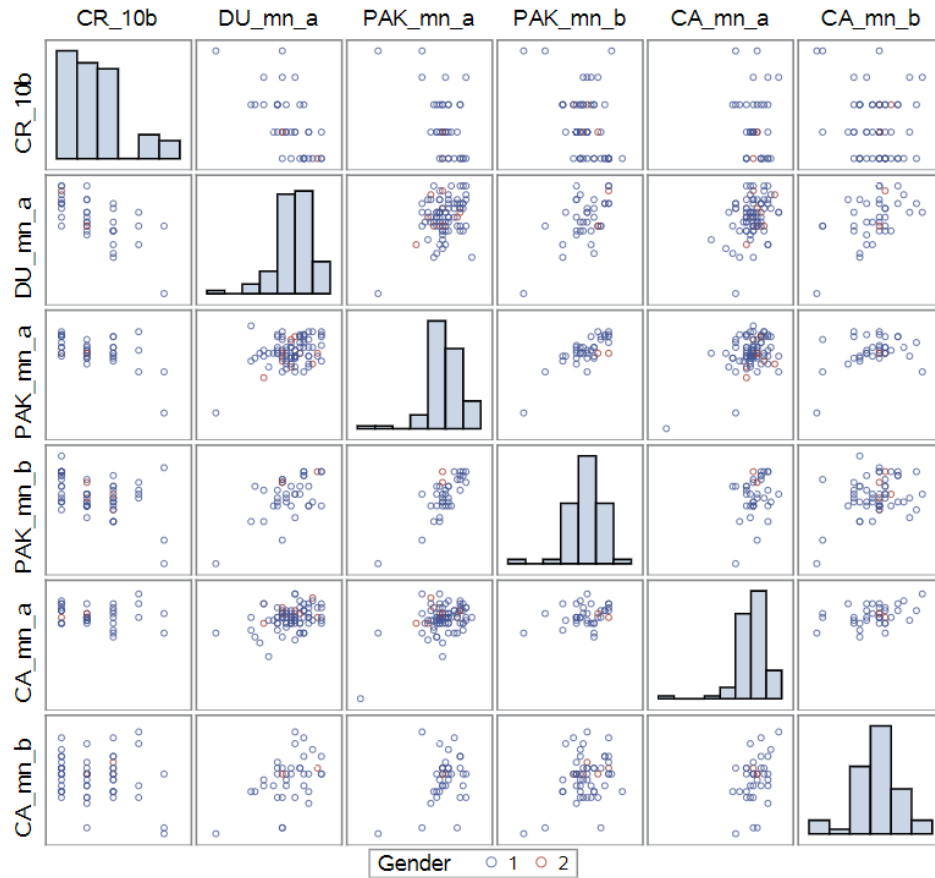 CR_10b DU_mn_a PAK_mn_a PAK_mn_b CA_mn_a CA_mn_b
CR_10b
DU_mn_a
PAK_mn_a
PAK_mn_b
CA_mn_a
CA_mn_b
Gender 1 2